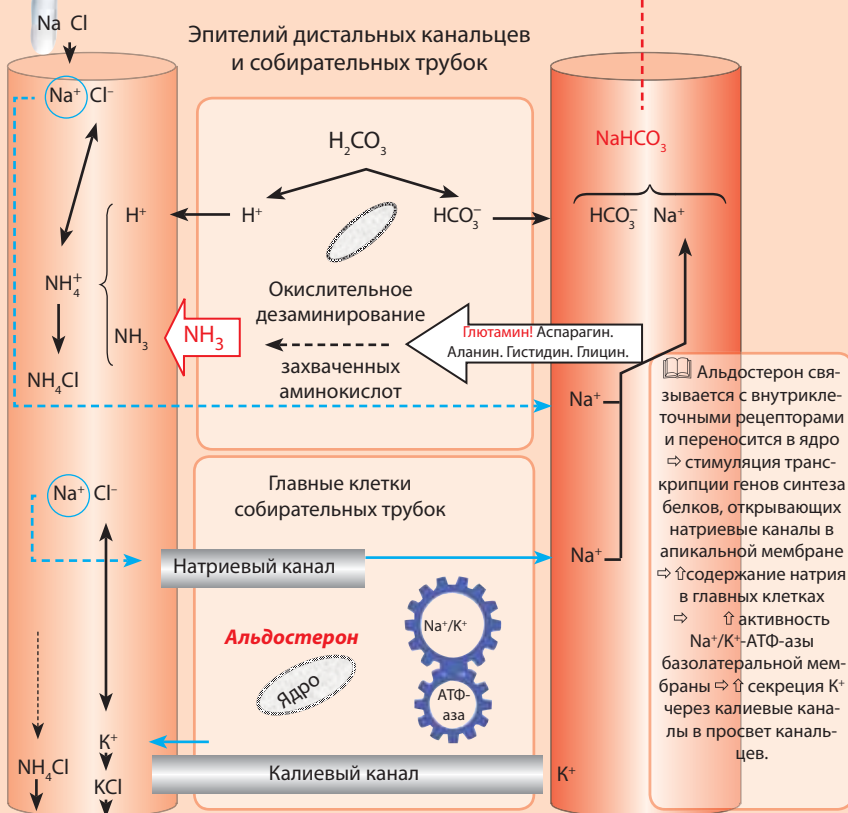 Na Cl
Эпителий дистальных канальцев
и собирательных трубок
Na⁺ Cl⁻
H₂CO₃
NaHCO₃
H⁺
H⁺
HCO₃⁻
HCO₃⁻ Na⁺
NH₄⁺
Окислительное
дезаминирование
NH₃
NH₃
Глютамин! Аспарагин.
Аланин. Гистидин. Глицин.
захваченных
аминокислот
NH₄Cl
Na⁺
Главные клетки
собирательных трубок
Na⁺ Cl⁻
Натриевый канал
Na⁺
Альдостерон
Na⁺/K⁺
Ядро
АТФ-
аза
K⁺
NH₄Cl
KCl
Калиевый канал
K⁺
Альдостерон свя-
зывается с внутрикле-
точными рецепторами
и переносится в ядро
⇨ стимуляция транс-
крипции генов синтеза
белков, открывающих
натриевые каналы в
апикальной мембране
⇨ ⇧содержание натрия
в главных клетках
⇨ ⇧ активность
Na⁺/K⁺-АТФ-азы
базолатеральной мем-
браны ⇨ ⇧ секреция K⁺
через калиевые кана-
лы в просвет каналь-
цев.